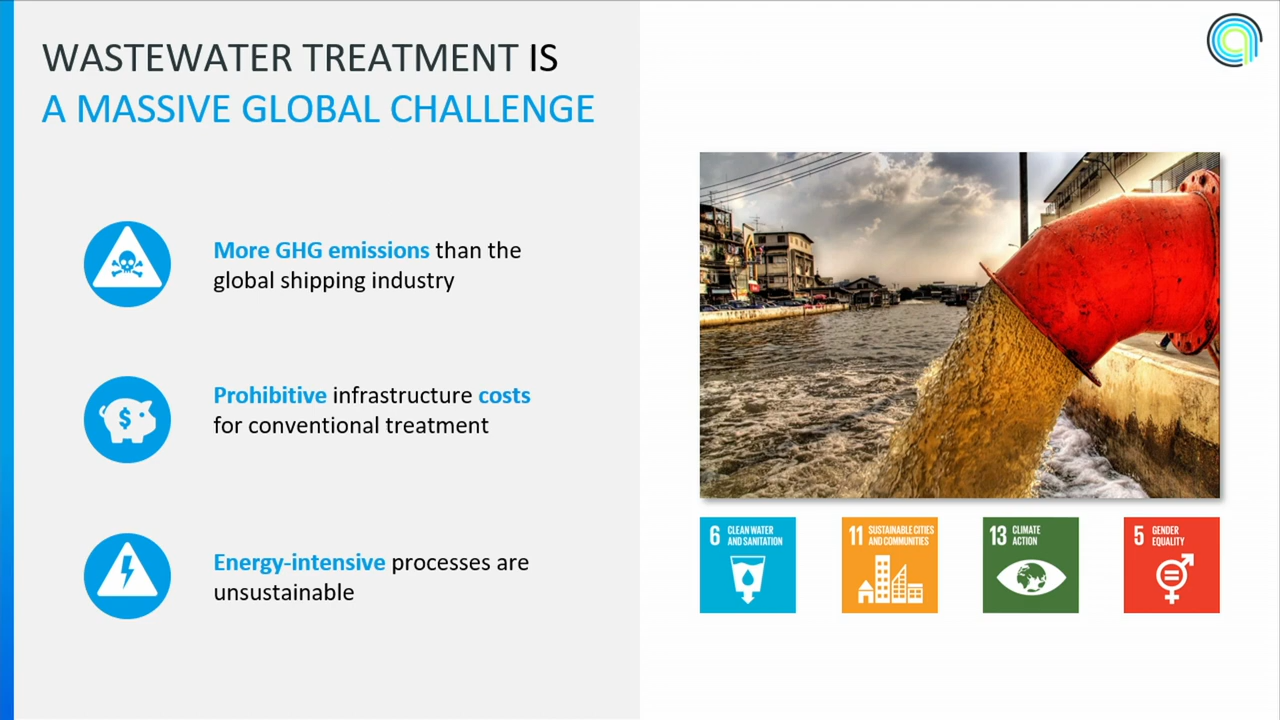 WASTEWATER TREATMENT IS
A MASSIVE GLOBAL CHALLENGE
More GHG emissions than the
global shipping industry
$
Prohibitive infrastructure costs
for conventional treatment
Energy-intensive processes are
unsustainable
6 CLEAN WATER
AND SANITATION
11 SUSTAINABLE CITIES
AND COMMUNITIES
13 CLIMATE
ACTION
5 GENDER
EQUALITY